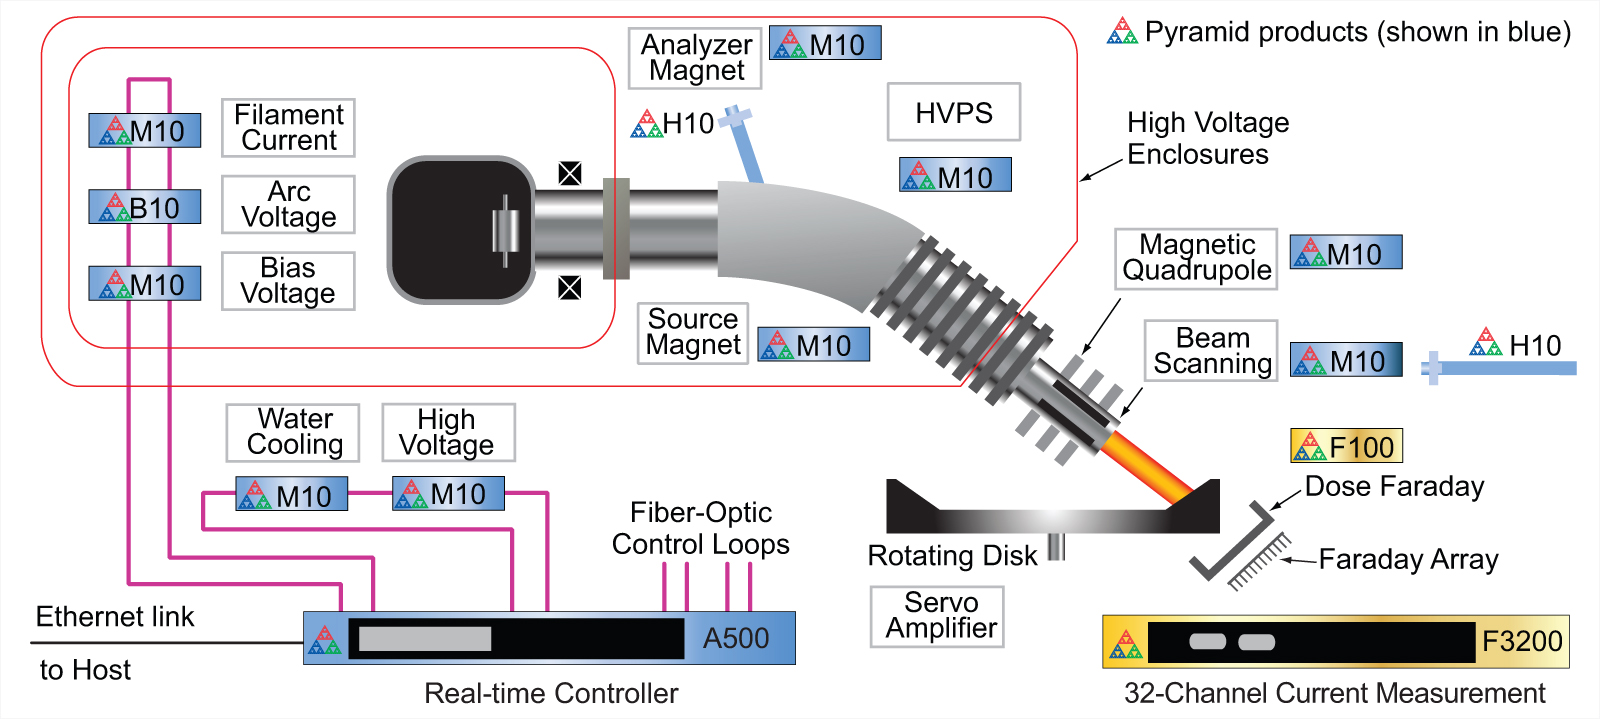 Pyramid products (shown in blue)
Analyzer
Magnet
M10
H10
HVPS
M10
High Voltage
Enclosures
M10
Filament
Current
B10
Arc
Voltage
M10
Bias
Voltage
Source
Magnet
M10
Magnetic
Quadrupole
M10
Beam
Scanning
M10
H10
F100
Dose Faraday
Faraday Array
Water
Cooling
High
Voltage
M10
M10
Fiber-Optic
Control Loops
Rotating Disk
Servo
Amplifier
Ethernet link
to Host
A500
Real-time Controller
F3200
32-Channel Current Measurement